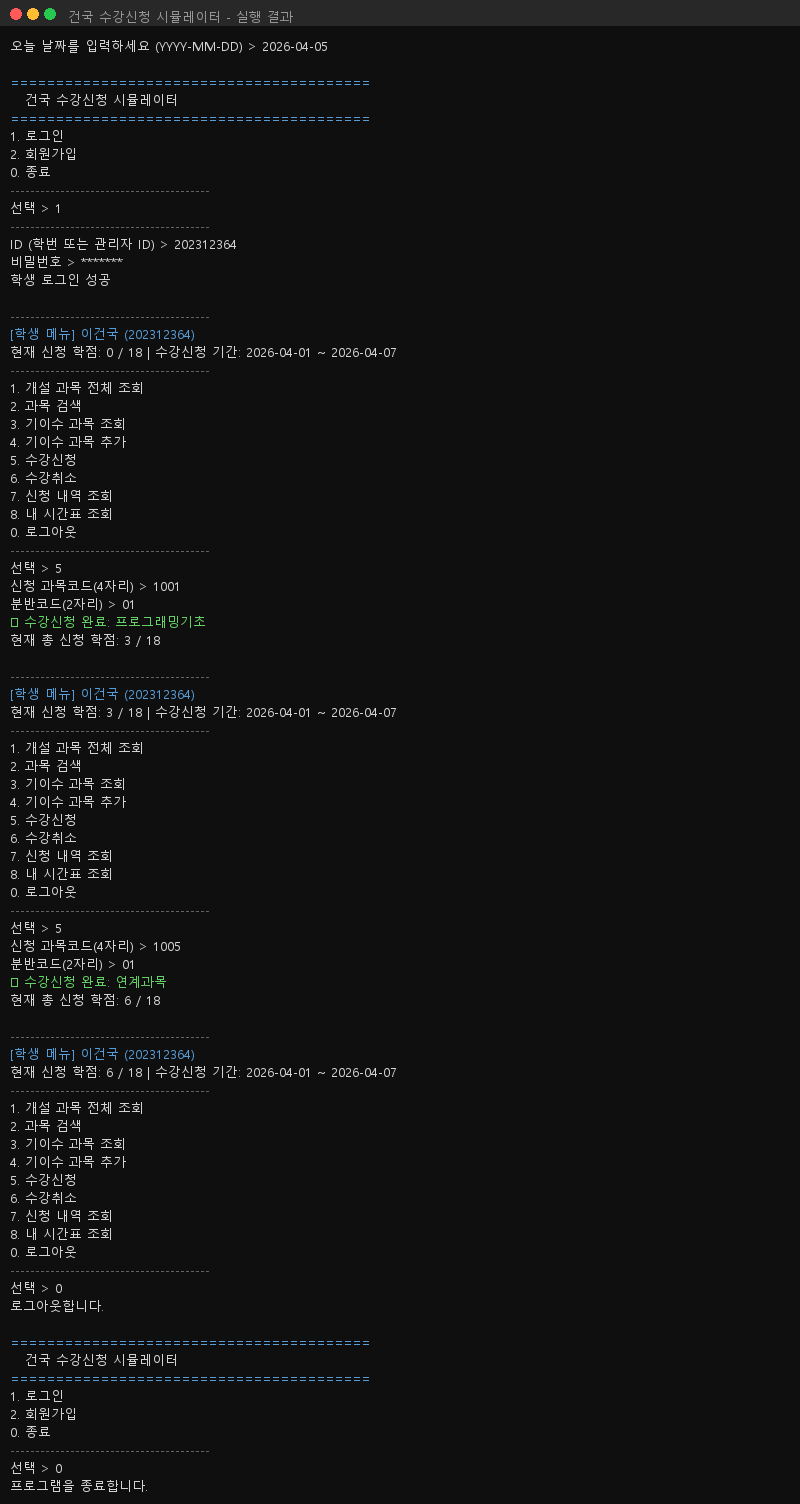 건국 수강신청 시뮬레이터 - 실행 결과
오늘 날짜를 입력하세요 (YYYY-MM-DD) > 2026-04-05
========================================
건국 수강신청 시뮬레이터
========================================
1. 로그인
2. 회원가입
0. 종료
----------------------------------------
선택 > 1
----------------------------------------
ID (학번 또는 관리자 ID) > 202312364
비밀번호 > *******
학생 로그인 성공
----------------------------------------
[학생 메뉴] 이건국 (202312364)
현재 신청 학점: 0 / 18 | 수강신청 기간: 2026-04-01 ~ 2026-04-07
----------------------------------------
1. 개설 과목 전체 조회
2. 과목 검색
3. 기이수 과목 조회
4. 기이수 과목 추가
5. 수강신청
6. 수강취소
7. 신청 내역 조회
8. 내 시간표 조회
0. 로그아웃
----------------------------------------
선택 > 5
신청 과목코드(4자리) > 1001
분반코드(2자리) > 01
수강신청 완료: 프로그래밍기초
현재 총 신청 학점: 3 / 18
----------------------------------------
[학생 메뉴] 이건국 (202312364)
현재 신청 학점: 3 / 18 | 수강신청 기간: 2026-04-01 ~ 2026-04-07
----------------------------------------
1. 개설 과목 전체 조회
2. 과목 검색
3. 기이수 과목 조회
4. 기이수 과목 추가
5. 수강신청
6. 수강취소
7. 신청 내역 조회
8. 내 시간표 조회
0. 로그아웃
----------------------------------------
선택 > 5
신청 과목코드(4자리) > 1005
분반코드(2자리) > 01
수강신청 완료: 연계과목
현재 총 신청 학점: 6 / 18
----------------------------------------
[학생 메뉴] 이건국 (202312364)
현재 신청 학점: 6 / 18 | 수강신청 기간: 2026-04-01 ~ 2026-04-07
----------------------------------------
1. 개설 과목 전체 조회
2. 과목 검색
3. 기이수 과목 조회
4. 기이수 과목 추가
5. 수강신청
6. 수강취소
7. 신청 내역 조회
8. 내 시간표 조회
0. 로그아웃
----------------------------------------
선택 > 0
로그아웃합니다.
========================================
건국 수강신청 시뮬레이터
========================================
1. 로그인
2. 회원가입
0. 종료
----------------------------------------
선택 > 0
프로그램을 종료합니다.